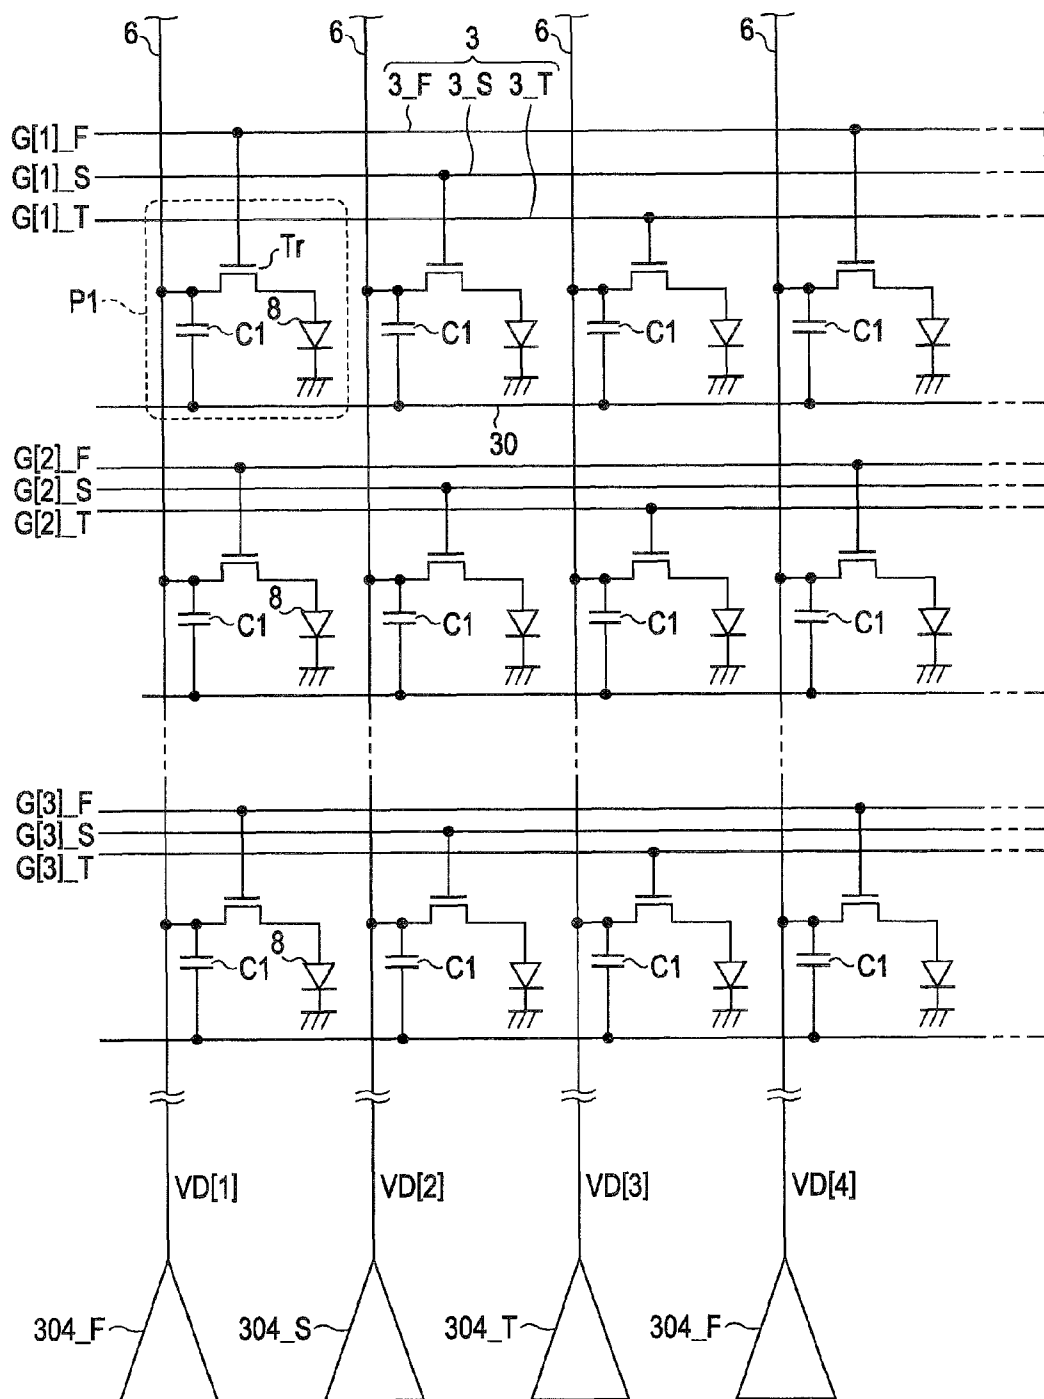 6 6 6 6
3
3_F 3_S 3_T
G[1]_F
G[1]_S
G[1]_T
Tr
P1
8
C1 C1 C1 C1
30
G[2]_F
G[2]_S
G[2]_T
8
C1 C1 C1 C1
G[3]_F
G[3]_S
G[3]_T
8
C1 C1 C1 C1
VD[1] VD[2] VD[3] VD[4]
304_F 304_S 304_T 304_F